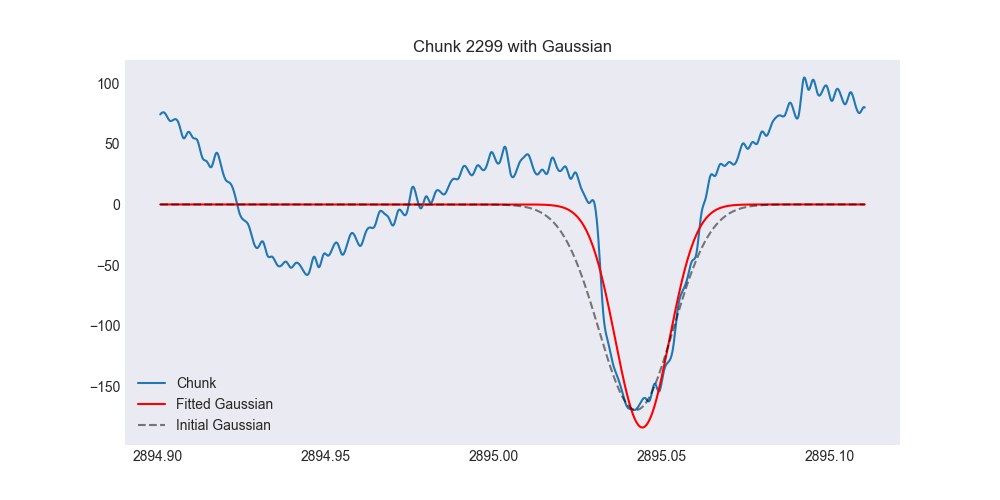 Chunk 2299 with Gaussian
100
50
0
−50
−100
−150
Chunk
Fitted Gaussian
Initial Gaussian
2894.90 2894.95 2895.00 2895.05 2895.10